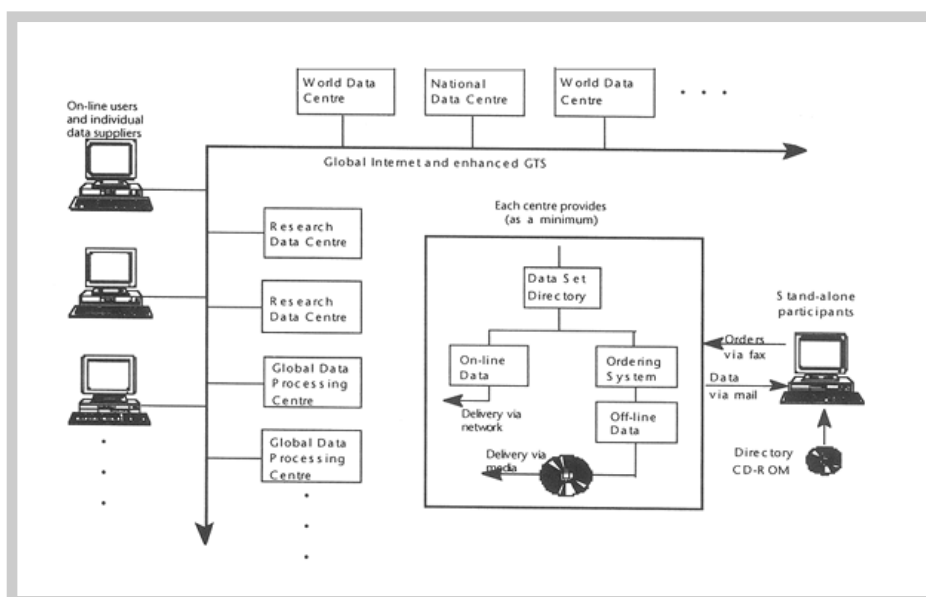 World Data
Centre
National
Data Centre
World Data
Centre
On-line users
and individual
data suppliers
Global Internet and enhanced GTS
Research
Data Centre
Research
Data Centre
Global Data
Processing
Centre
Global Data
Processing
Centre
Each centre provides
(as a minimum)
Data Set
Directory
On-line
Data
Delivery via
network
Ordering
System
Off-line
Data
Delivery via
media
Stand-alone
participants
Orders
via fax
Data
via mail
Directory
CD-ROM